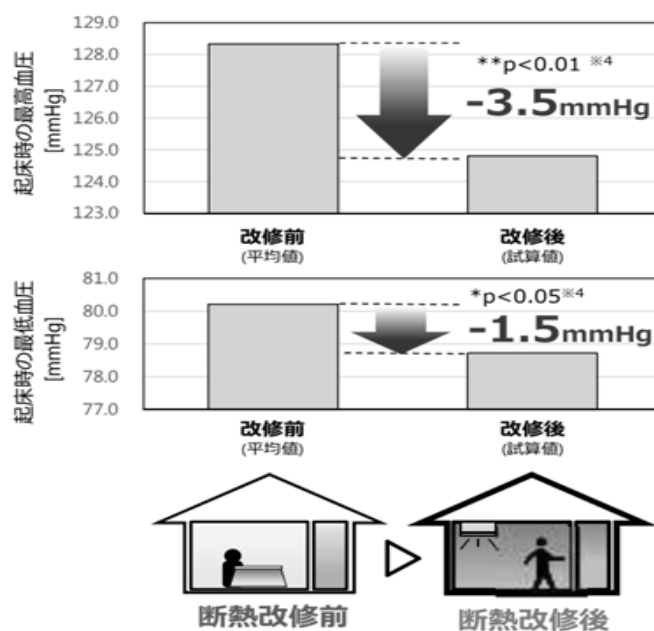 起床時の最高血圧
[mmHg]
129.0
128.0
127.0
126.0
125.0
124.0
123.0
**p<0.01 ※4
-3.5mmHg
改修前
(平均値)
改修後
(試算値)
起床時の最低血圧
[mmHg]
81.0
80.0
79.0
78.0
77.0
*p<0.05※4
-1.5mmHg
改修前
(平均値)
改修後
(試算値)
断熱改修前
断熱改修後